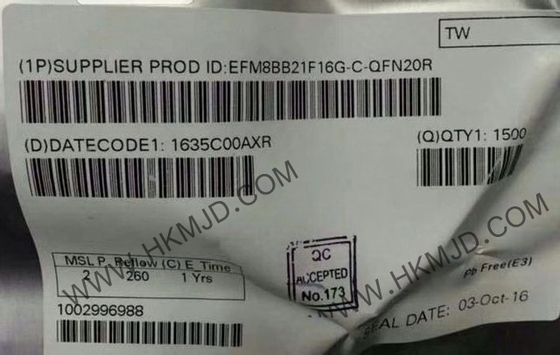 TW
(1P)SUPPLIER PROD ID:EFM8BB21F16G-C-QFN20R
(D)DATECODE1: 1635C00AXR
(Q)QTY1: 1500
MSL P. Reflow (C) E_Time
2 260 1 Yrs
QC
ACCEPTED
No.173
Pb Free(E3)
1002996988
SEAL DATE: 03-Oct-16
WWW.HKMJD.COM
WWW.HKMJD.COM